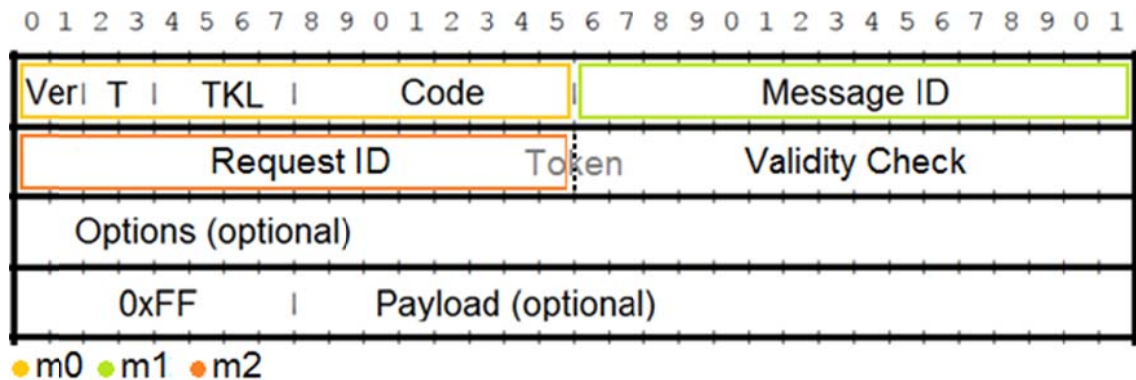 0 1 2 3 4 5 6 7 8 9 0 1 2 3 4 5 6 7 8 9 0 1 2 3 4 5 6 7 8 9 0 1
Ver T TKL Code Message ID
Request ID Token Validity Check
Options (optional)
0xFF Payload (optional)
m0 m1 m2